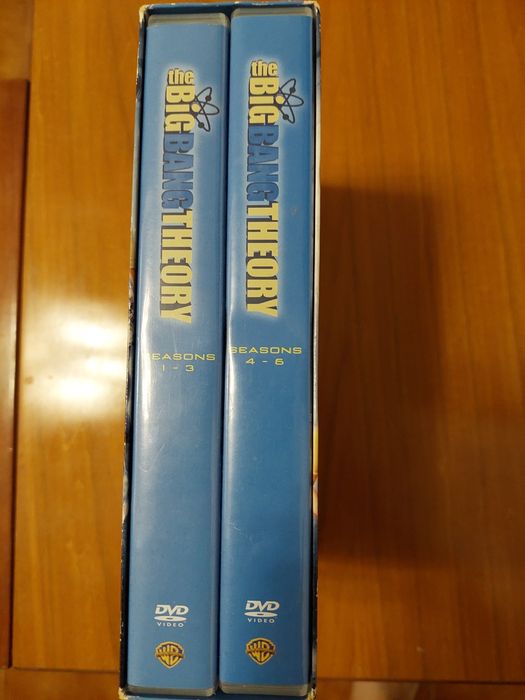 the
BIG BANG THEORY
SEASONS
1 - 3
DVD
VIDEO
WB
the
BIG BANG THEORY
SEASONS
4 - 6
DVD
VIDEO
WB